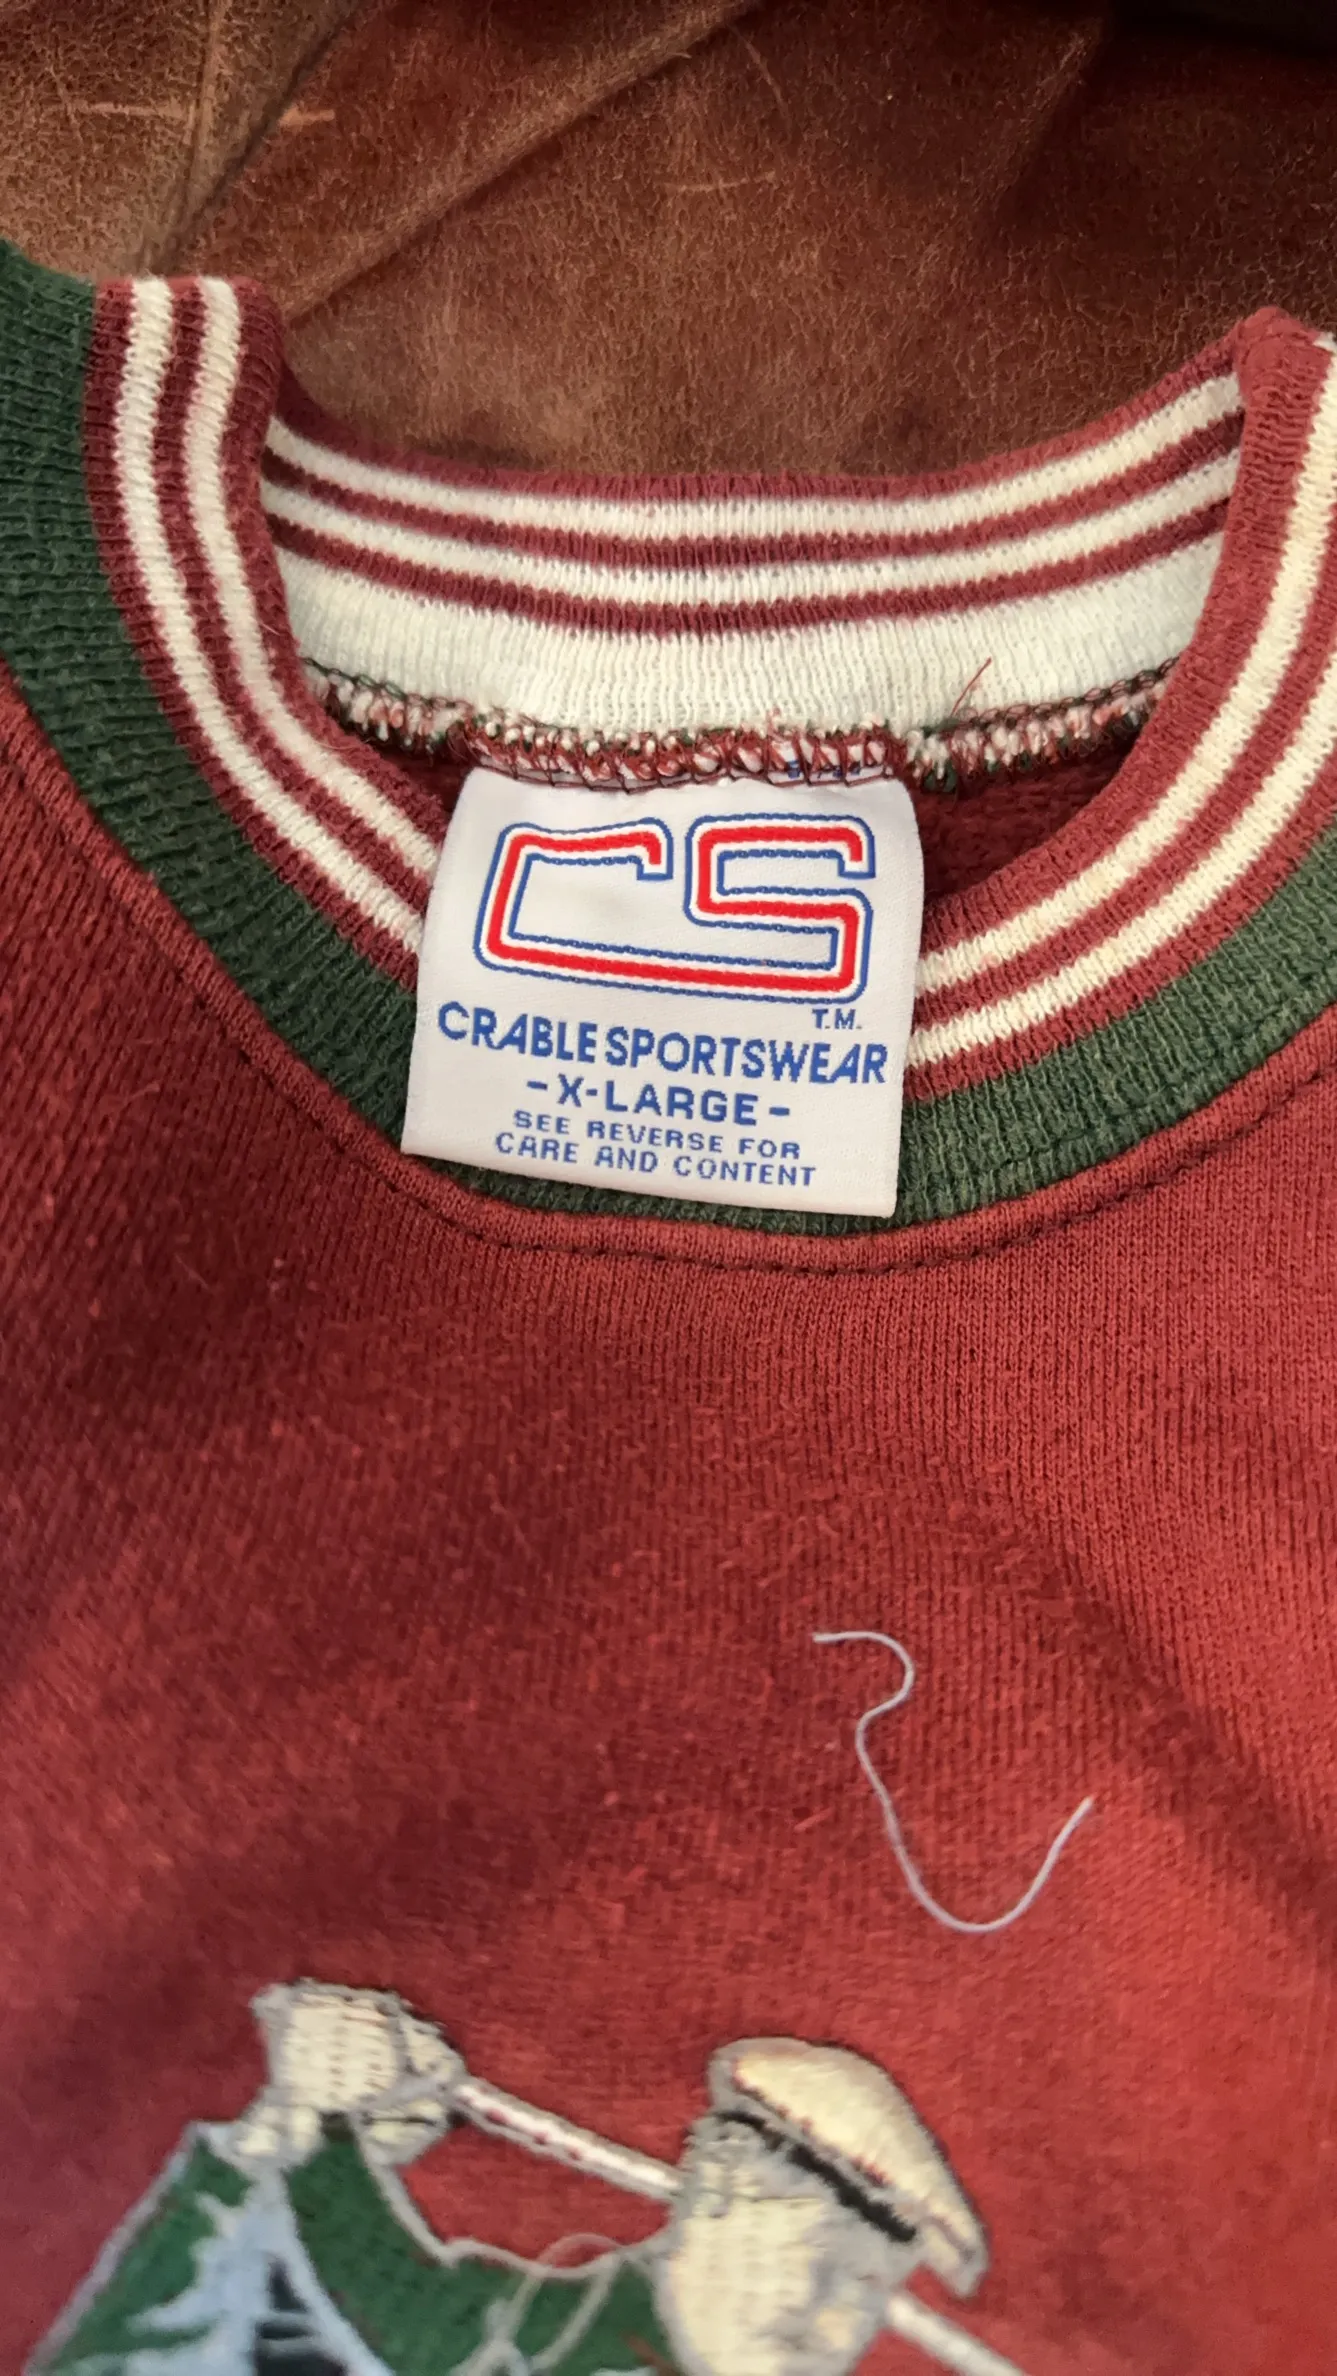 CS
T.M.
CRABLE SPORTSWEAR
- X-LARGE -
SEE REVERSE FOR
CARE AND CONTENT